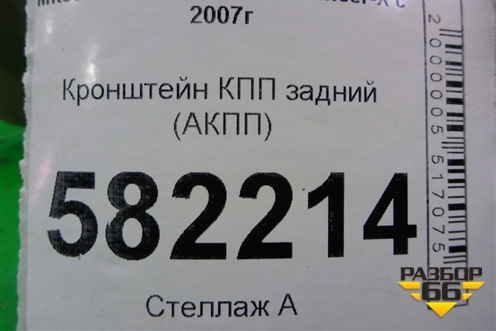 2007г
Кронштейн КПП задний
(АКПП)
582214
Стеллаж А
2000005517075
РАЗБОР
66